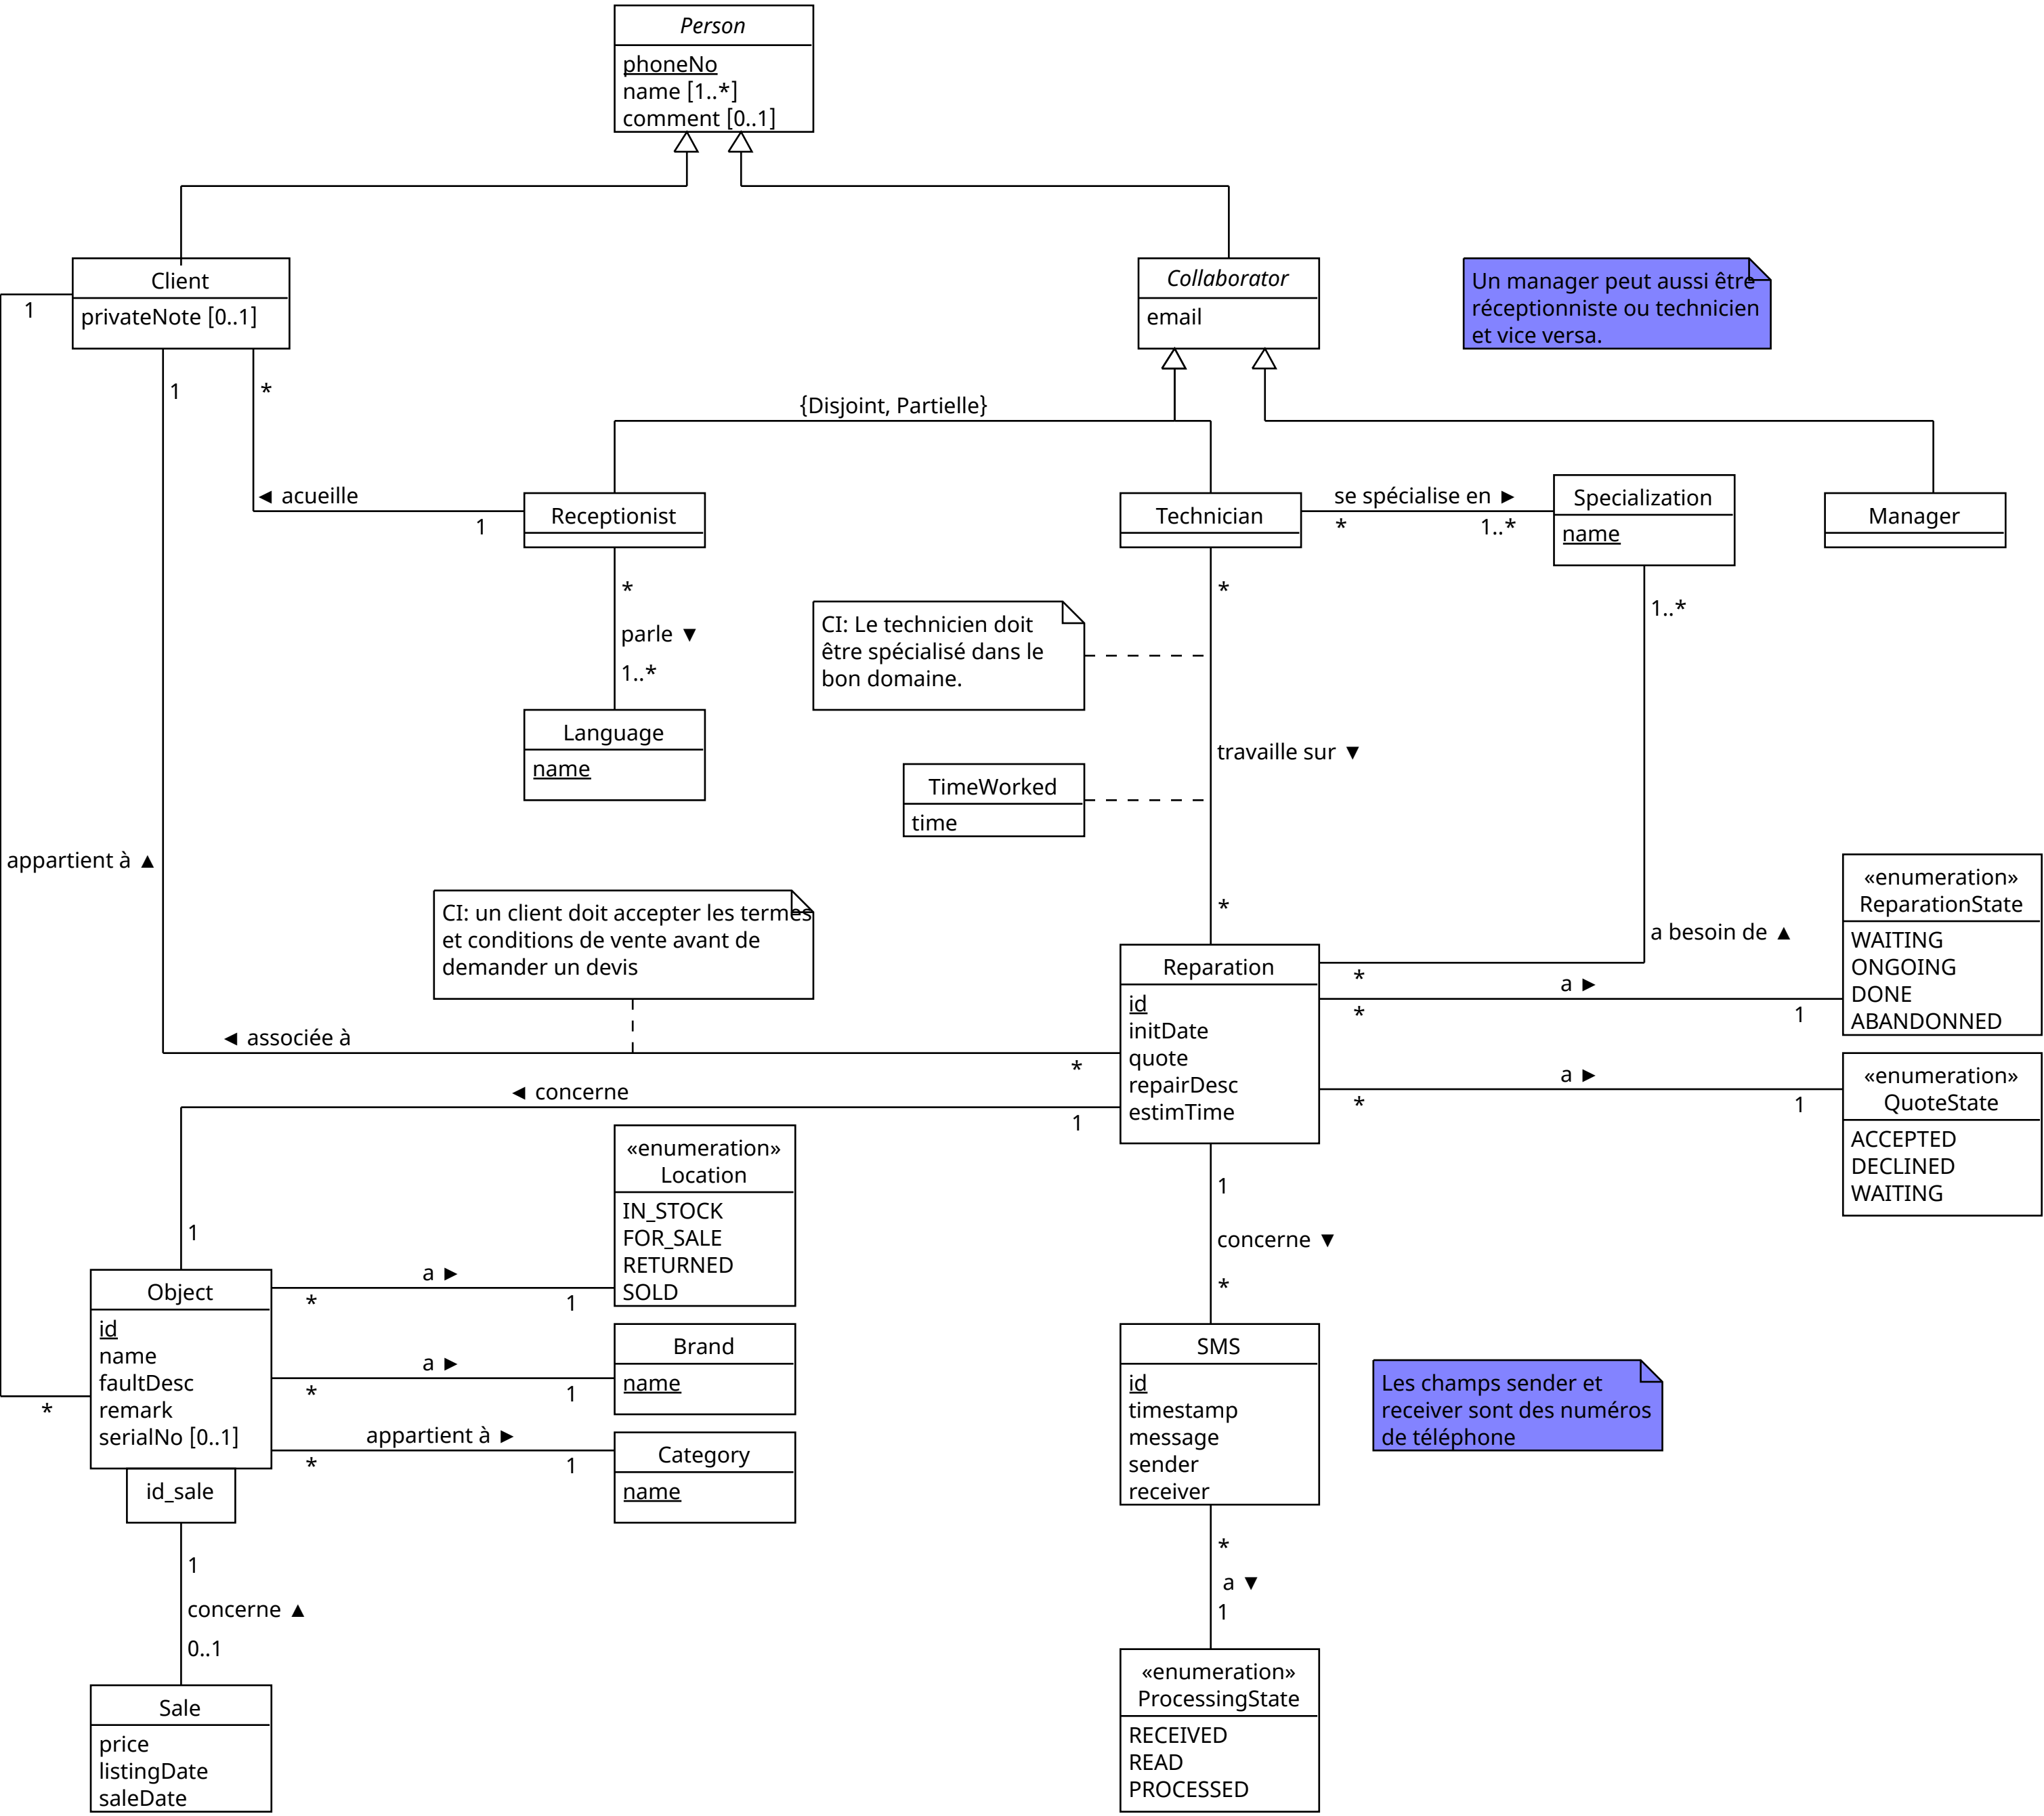 Person
phoneNo
name [1..*]
comment [0..1]
Client
privateNote [0..1]
Collaborator
email
Un manager peut aussi être
réceptionniste ou technicien
et vice versa.
1
1
*
{Disjoint, Partielle}
◄ acueille
1
Receptionist
Technician
se spécialise en ►
*
1..*
Specialization
name
Manager
*
parle ▼
1..*
Language
name
CI: Le technicien doit
être spécialisé dans le
bon domaine.
*
1..*
travaille sur ▼
TimeWorked
time
appartient à ▲
CI: un client doit accepter les termes
et conditions de vente avant de
demander un devis
*
a besoin de ▲
«enumeration»
ReparationState
WAITING
ONGOING
DONE
ABANDONNED
Reparation
id
initDate
quote
repairDesc
estimTime
*
a ►
*
1
◄ associée à
*
◄ concerne
1
a ►
*
1
«enumeration»
QuoteState
ACCEPTED
DECLINED
WAITING
«enumeration»
Location
IN_STOCK
FOR_SALE
RETURNED
SOLD
1
concerne ▼
*
1
Object
id
name
faultDesc
remark
serialNo [0..1]
*
a ►
*
1
a ►
*
1
Brand
name
appartient à ►
*
1
Category
name
SMS
id
timestamp
message
sender
receiver
Les champs sender et
receiver sont des numéros
de téléphone
id_sale
1
concerne ▲
0..1
Sale
price
listingDate
saleDate
*
a ▼
1
«enumeration»
ProcessingState
RECEIVED
READ
PROCESSED